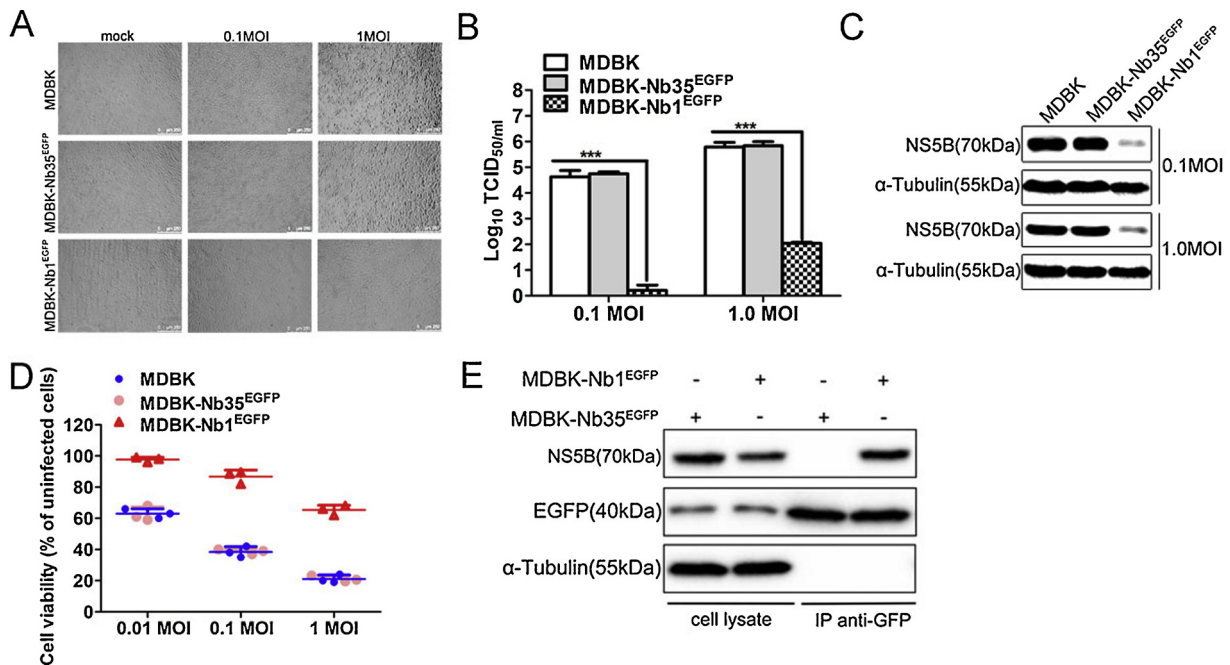 A
mock 0.1MOI 1MOI
MDBK
MDBK-Nb35EGFP
MDBK-Nb1EGFP
B
MDBK
MDBK-Nb35EGFP
MDBK-Nb1EGFP
Log10 TCID50/ml
8
7
6
5
4
3
2
1
0
*** ***
0.1 MOI 1.0 MOI
C
MDBK MDBK-Nb35EGFP MDBK-Nb1EGFP
NS5B(70kDa)
α-Tubulin(55kDa)
0.1MOI
NS5B(70kDa)
α-Tubulin(55kDa)
1.0MOI
D
MDBK
MDBK-Nb35EGFP
MDBK-Nb1EGFP
Cell viability (% of uninfected cells)
120
100
80
60
40
20
0
0.01 MOI 0.1 MOI 1 MOI
E
MDBK-Nb1EGFP - + - +
MDBK-Nb35EGFP + - + -
NS5B(70kDa)
EGFP(40kDa)
α-Tubulin(55kDa)
cell lysate IP anti-GFP